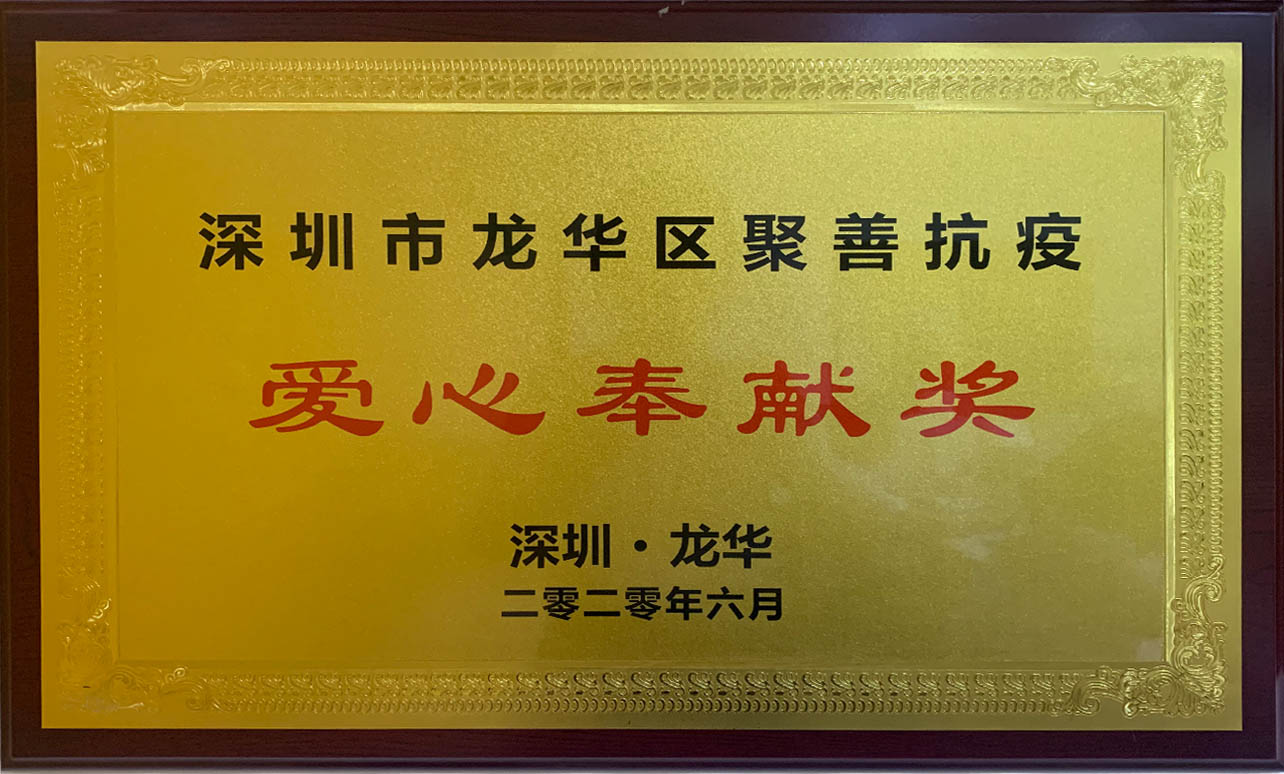 深圳市龙华区聚善抗疫
爱心奉献奖
深圳·龙华
二零二零年六月